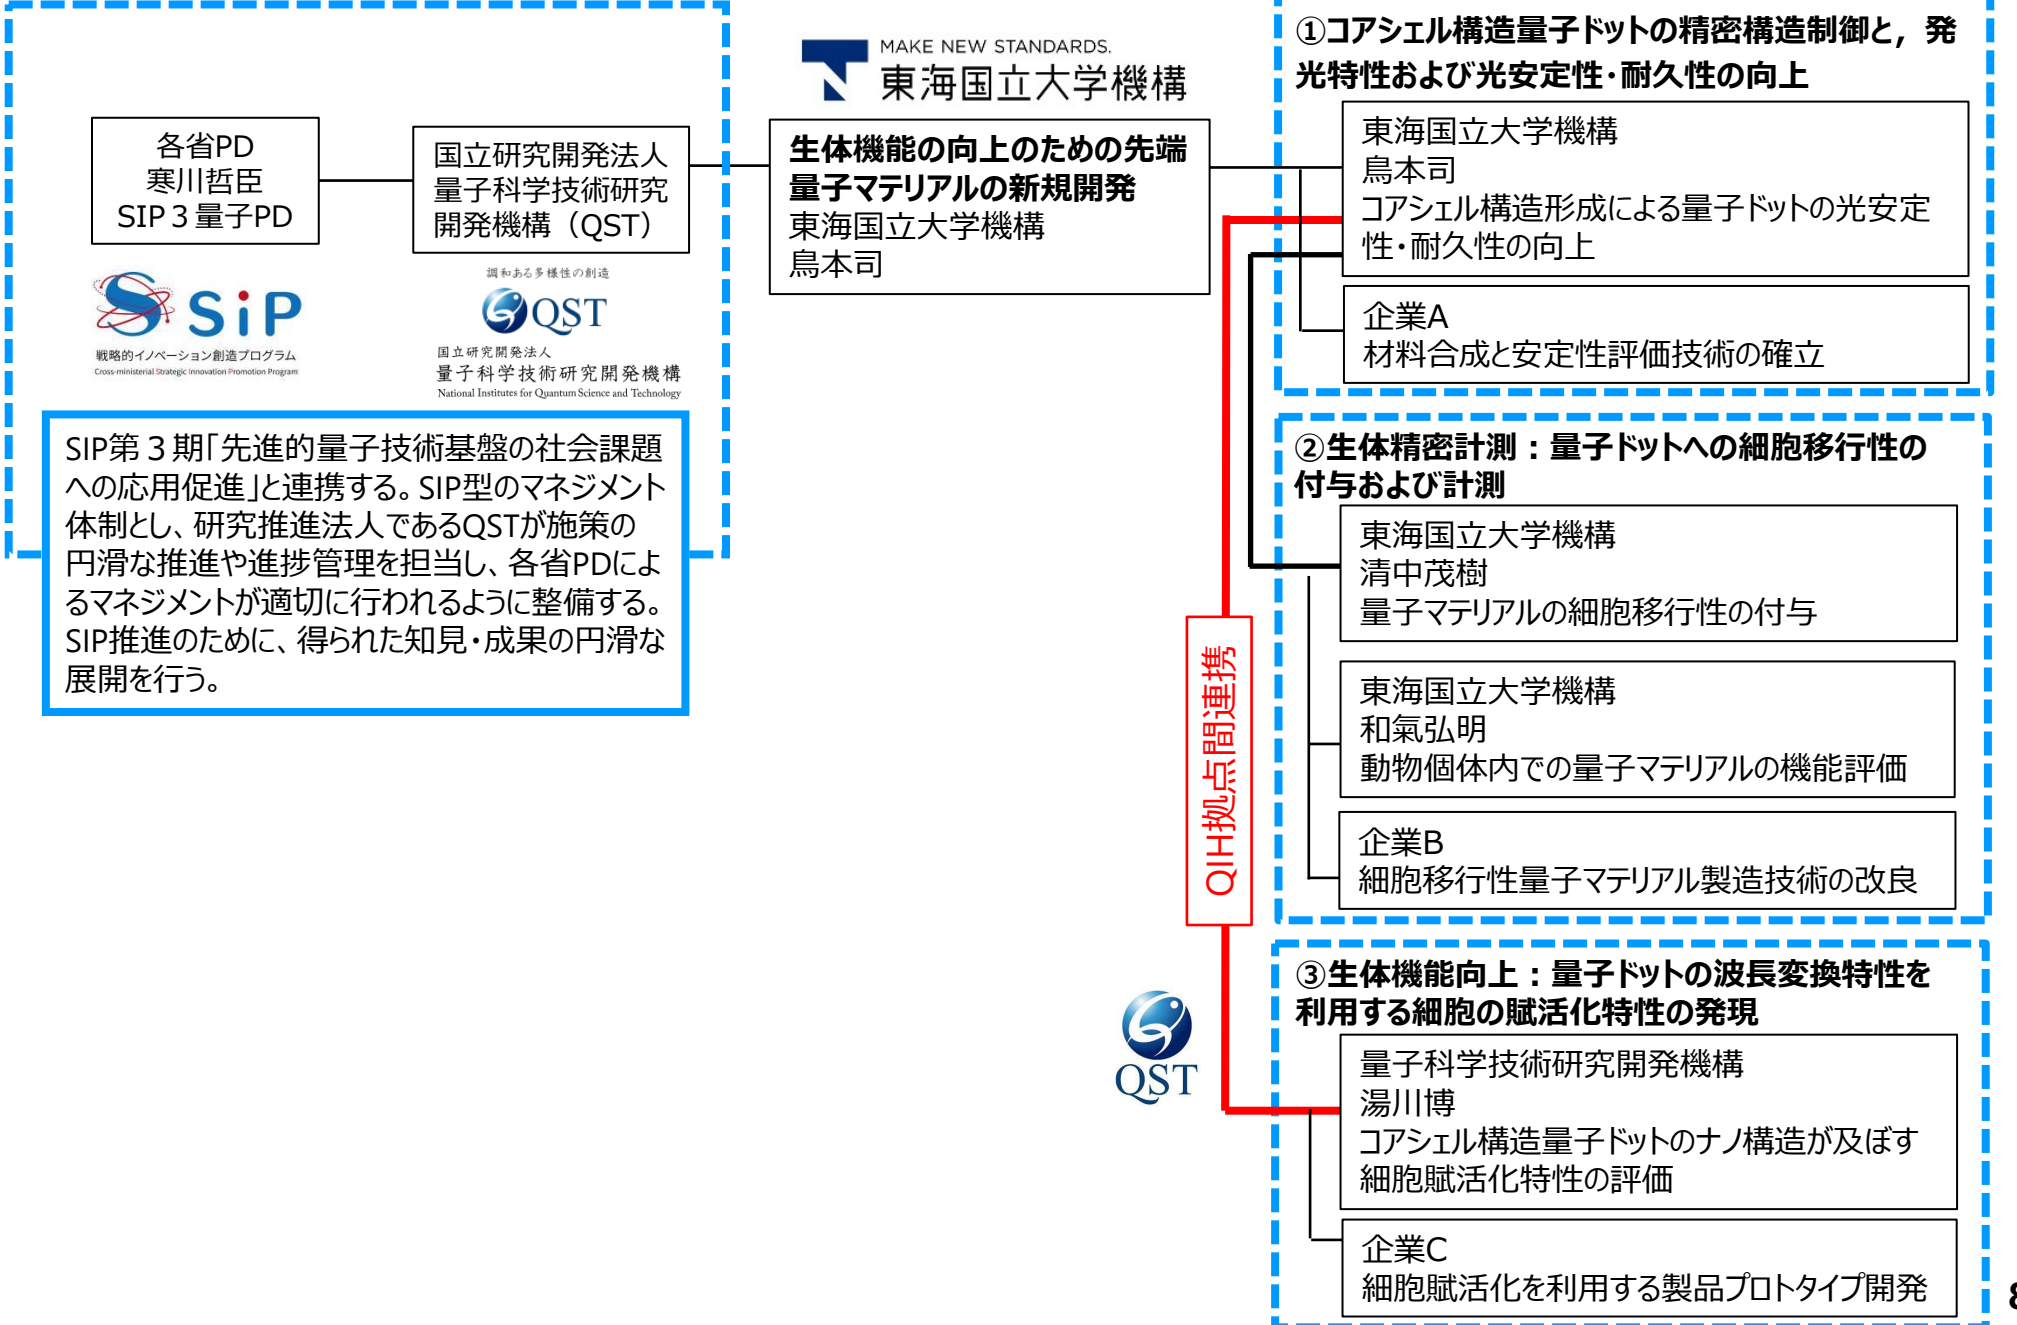 各省PD
寒川哲臣
SIP３量子PD
国立研究開発法人
量子科学技術研究
開発機構（QST）
SiP
戦略的イノベーション創造プログラム
Cross-ministerial Strategic Innovation Promotion Program
調和ある多様性の創造
QST
国立研究開発法人
量子科学技術研究開発機構
National Institutes for Quantum Science and Technology
SIP第３期「先進的量子技術基盤の社会課題
への応用促進」と連携する。SIP型のマネジメント
体制とし、研究推進法人であるQSTが施策の
円滑な推進や進捗管理を担当し、各省PDによ
るマネジメントが適切に行われるように整備する。
SIP推進のために、得られた知見・成果の円滑な
展開を行う。
MAKE NEW STANDARDS.
東海国立大学機構
生体機能の向上のための先端
量子マテリアルの新規開発
東海国立大学機構
鳥本司
①コアシェル構造量子ドットの精密構造制御と，発
光特性および光安定性・耐久性の向上
東海国立大学機構
鳥本司
コアシェル構造形成による量子ドットの光安定
性・耐久性の向上
企業A
材料合成と安定性評価技術の確立
②生体精密計測：量子ドットへの細胞移行性の
付与および計測
東海国立大学機構
清中茂樹
量子マテリアルの細胞移行性の付与
東海国立大学機構
和氣弘明
動物個体内での量子マテリアルの機能評価
企業B
細胞移行性量子マテリアル製造技術の改良
QIH拠点間連携
QST
③生体機能向上：量子ドットの波長変換特性を
利用する細胞の賦活化特性の発現
量子科学技術研究開発機構
湯川博
コアシェル構造量子ドットのナノ構造が及ぼす
細胞賦活化特性の評価
企業C
細胞賦活化を利用する製品プロトタイプ開発